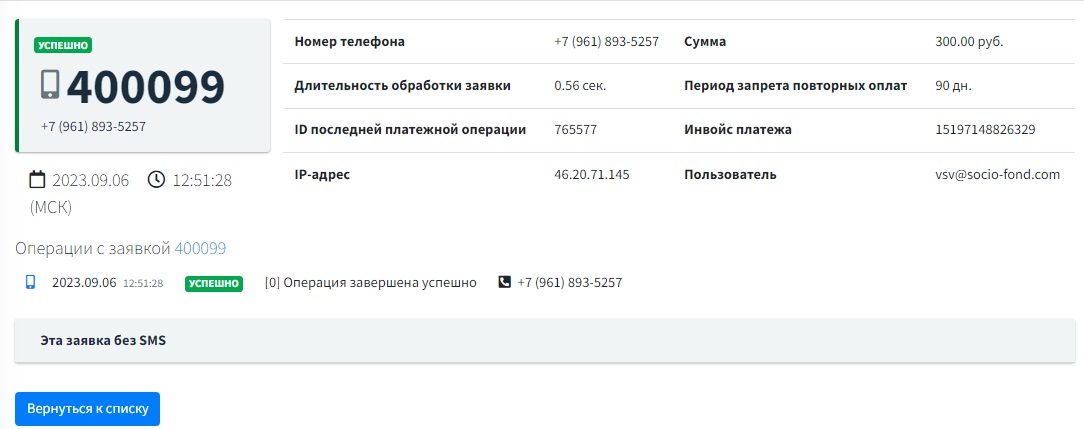 УСПЕШНО
400099
+7 (961) 893-5257
2023.09.06 12:51:28
(МСК)
Номер телефона +7 (961) 893-5257 Сумма 300.00 руб.
Длительность обработки заявки 0.56 сек. Период запрета повторных оплат 90 дн.
ID последней платежной операции 765577 Инвойс платежа 15197148826329
IP-адрес 46.20.71.145 Пользователь vsv@socio-fond.com
Операции с заявкой 400099
2023.09.06 12:51:28 УСПЕШНО [0] Операция завершена успешно +7 (961) 893-5257
Эта заявка без SMS
Вернуться к списку